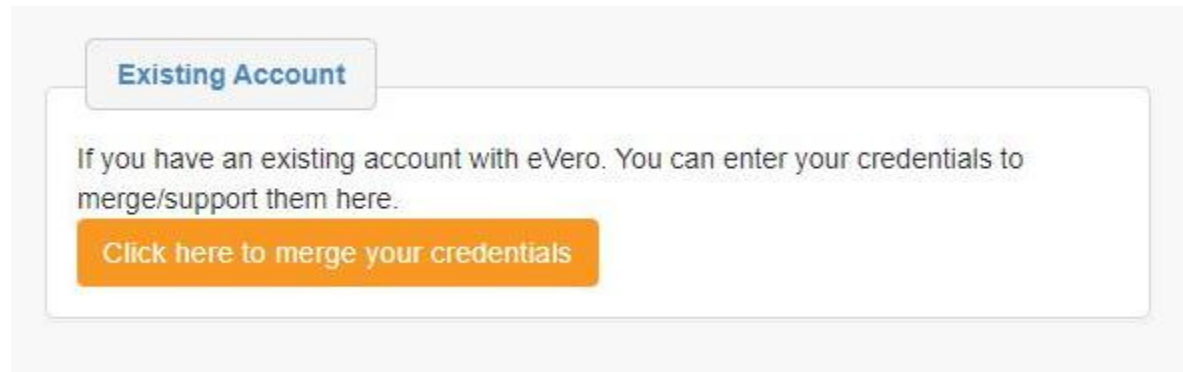 Existing Account
If you have an existing account with eVero. You can enter your credentials to
merge/support them here.
Click here to merge your credentials